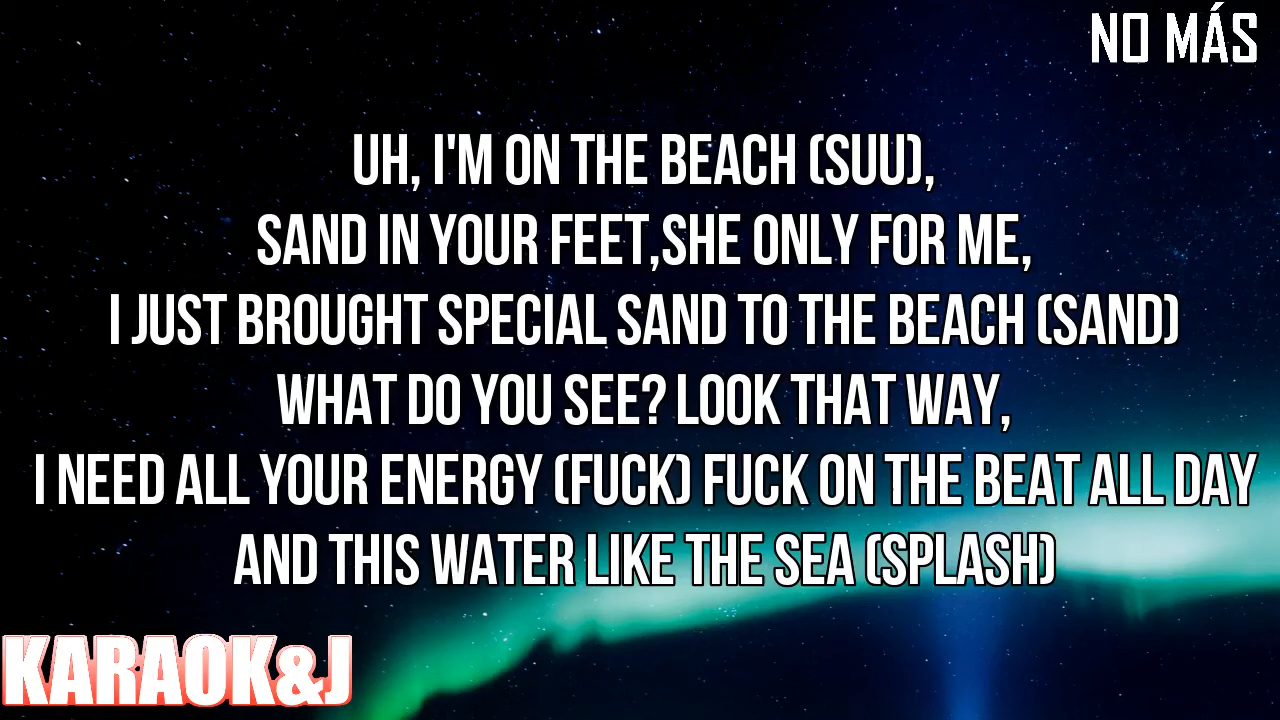 NO MÁS
UH, I'M ON THE BEACH (SUU),
SAND IN YOUR FEET,SHE ONLY FOR ME,
I JUST BROUGHT SPECIAL SAND TO THE BEACH (SAND)
WHAT DO YOU SEE? LOOK THAT WAY,
I NEED ALL YOUR ENERGY (FUCK) FUCK ON THE BEAT ALL DAY
AND THIS WATER LIKE THE SEA (SPLASH)
KARAOK&J